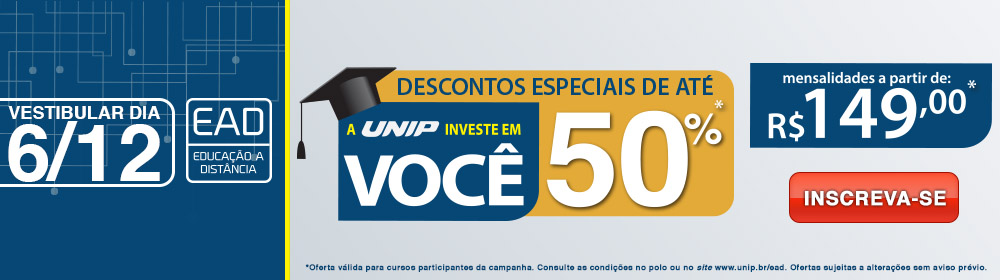 VESTIBULAR DIA
6/12
EAD
EDUCAÇÃO A
DISTÂNCIA
DESCONTOS ESPECIAIS DE ATÉ
A UNIP INVESTE EM
VOCÊ
50%*
mensalidades a partir de:
R$149,00*
INSCREVA-SE
*Oferta válida para cursos participantes da campanha. Consulte as condições no polo ou no site www.unip.br/ead. Ofertas sujeitas a alterações sem aviso prévio.